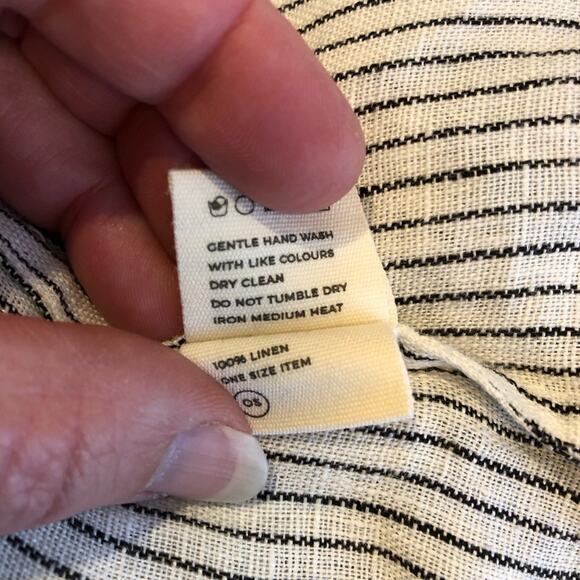 GENTLE HAND WASH
WITH LIKE COLOURS
DRY CLEAN
DO NOT TUMBLE DRY
IRON MEDIUM HEAT
100% LINEN
ONE SIZE ITEM
OS